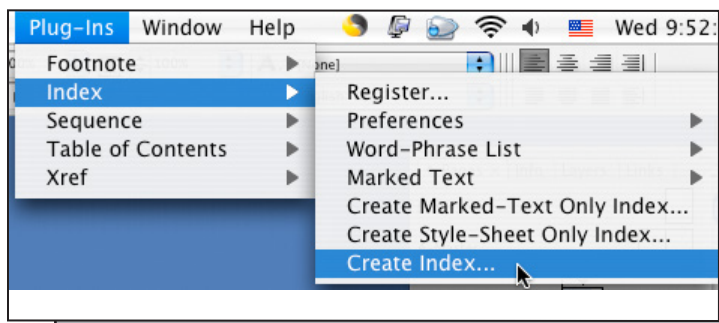 Plug-Ins Window Help Wed 9:52:
Footnote
Index
Sequence
Table of Contents
Xref
Register...
Preferences
Word-Phrase List
Marked Text
Create Marked-Text Only Index...
Create Style-Sheet Only Index...
Create Index...